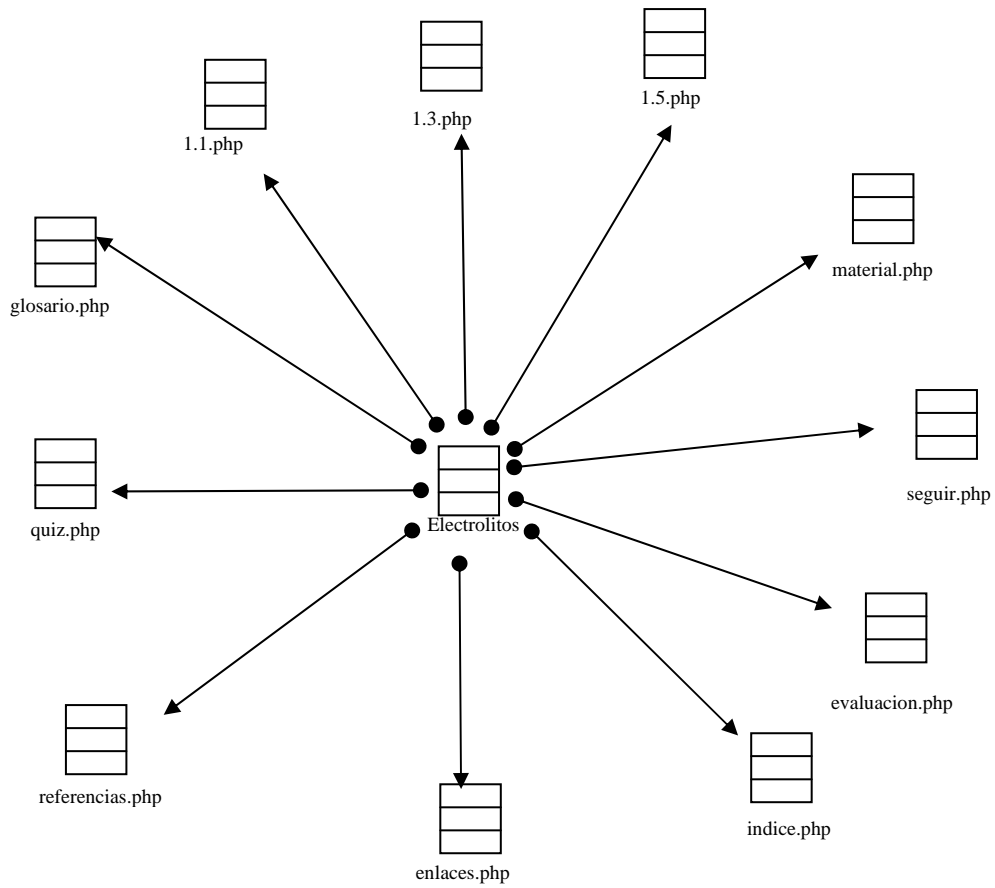 1.5.php
1.3.php
1.1.php
material.php
glosario.php
seguir.php
Electrolitos
quiz.php
evaluacion.php
referencias.php
indice.php
enlaces.php